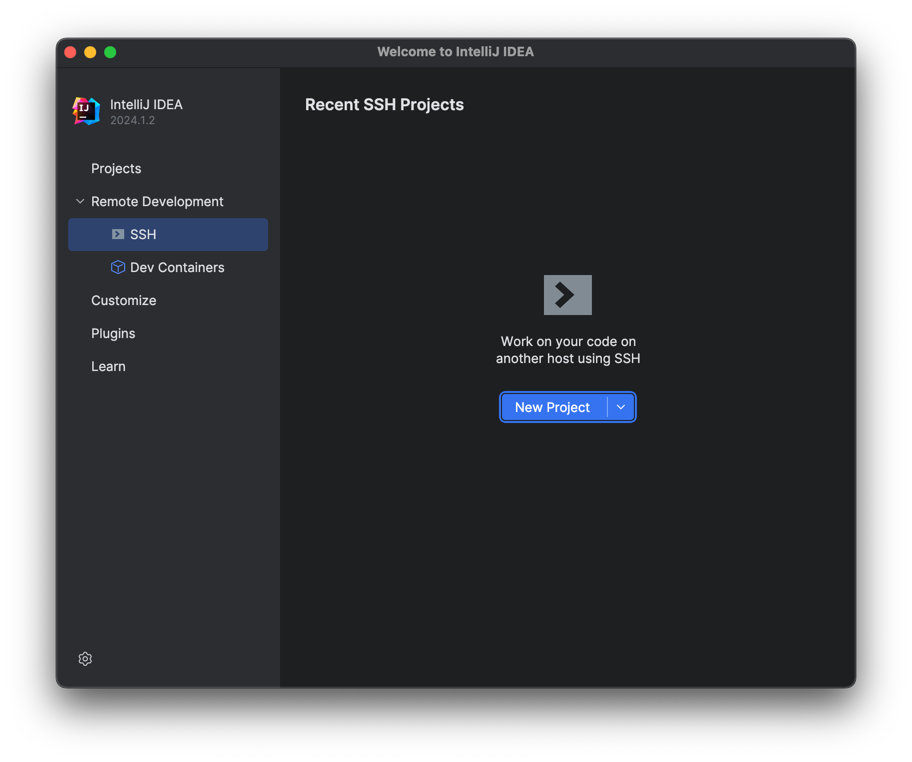 Welcome to IntelliJ IDEA
IJ
IntelliJ IDEA
2024.1.2
Projects
Remote Development
SSH
Dev Containers
Customize
Plugins
Learn
Recent SSH Projects
Work on your code on
another host using SSH
New Project